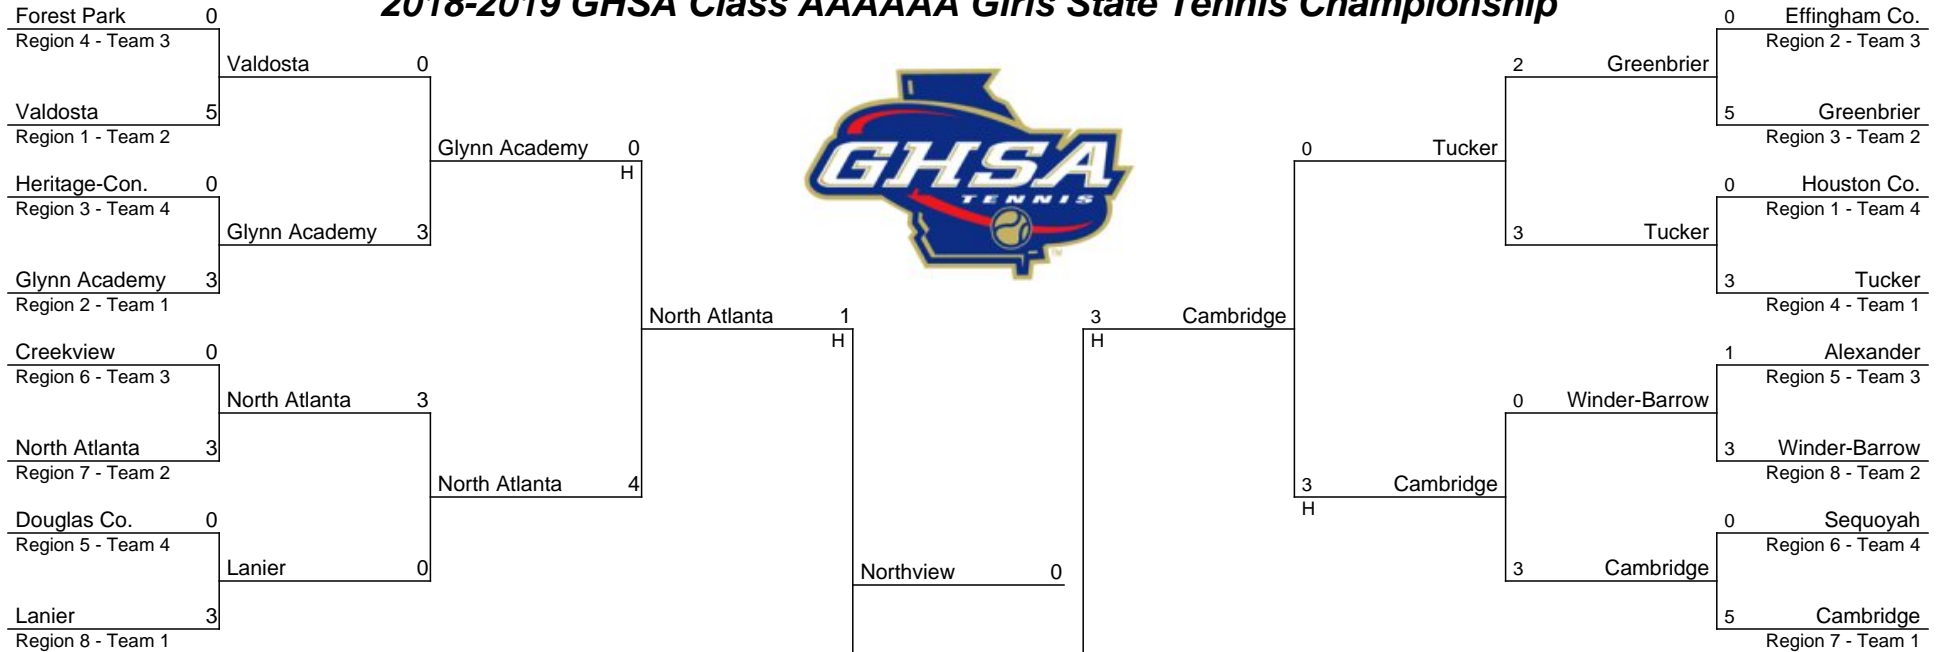 2018-2019 GHSA Class AAAAAA Girls State Tennis Championship
Forest Park 0
Region 4 - Team 3
Valdosta 0
Valdosta 5
Region 1 - Team 2
Glynn Academy 0
H
Heritage-Con. 0
Region 3 - Team 4
Glynn Academy 3
Glynn Academy 3
Region 2 - Team 1
North Atlanta 1
H
Creekview 0
Region 6 - Team 3
North Atlanta 3
North Atlanta 3
Region 7 - Team 2
North Atlanta 4
Douglas Co. 0
Region 5 - Team 4
Lanier 0
Lanier 3
Region 8 - Team 1
GHSA
TENNIS
TM
Northview 0
0 Effingham Co.
Region 2 - Team 3
2 Greenbrier
5 Greenbrier
Region 3 - Team 2
0 Tucker
0 Houston Co.
Region 1 - Team 4
3 Tucker
3 Tucker
Region 4 - Team 1
3 Cambridge
H
1 Alexander
Region 5 - Team 3
0 Winder-Barrow
3 Winder-Barrow
Region 8 - Team 2
3 Cambridge
H
0 Sequoyah
Region 6 - Team 4
3 Cambridge
5 Cambridge
Region 7 - Team 1